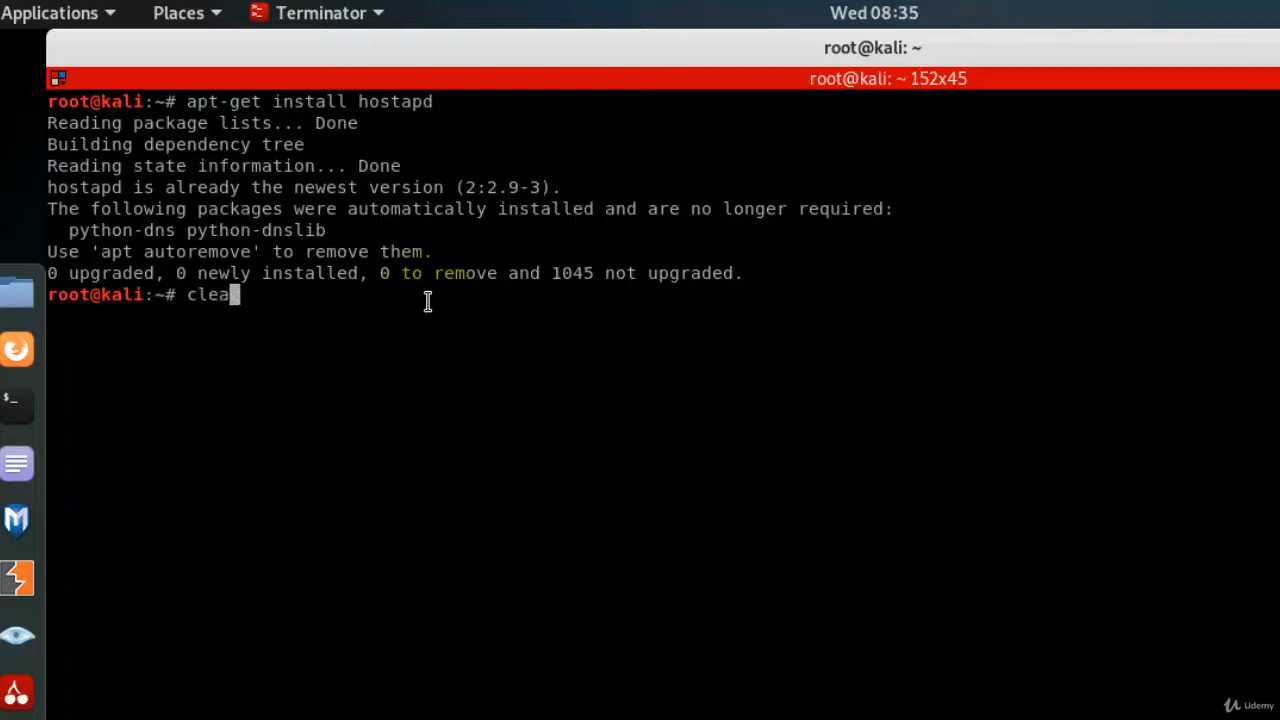 Applications Places Terminator Wed 08:35
root@kali: ~
root@kali: ~ 152x45
root@kali:~# apt-get install hostapd
Reading package lists... Done
Building dependency tree
Reading state information... Done
hostapd is already the newest version (2:2.9-3).
The following packages were automatically installed and are no longer required:
  python-dns python-dnslib
Use 'apt autoremove' to remove them.
0 upgraded, 0 newly installed, 0 to remove and 1045 not upgraded.
root@kali:~# clea
$_
Udemy